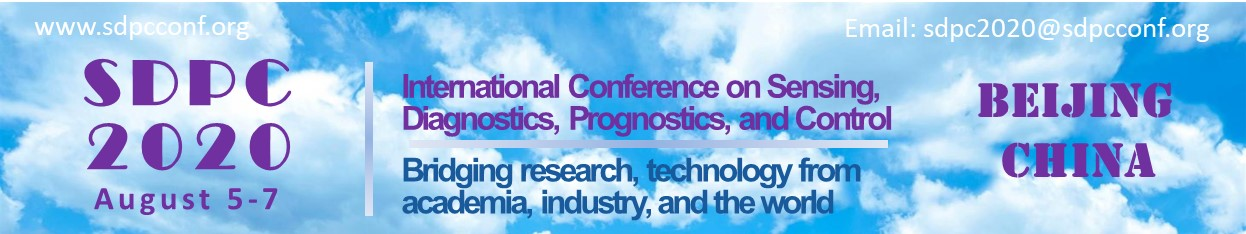 www.sdpcconf.org
Email: sdpc2020@sdpcconf.org
SDPC
2020
August 5-7
International Conference on Sensing,
Diagnostics, Prognostics, and Control
Bridging research, technology from
academia, industry, and the world
BEIJING
CHINA